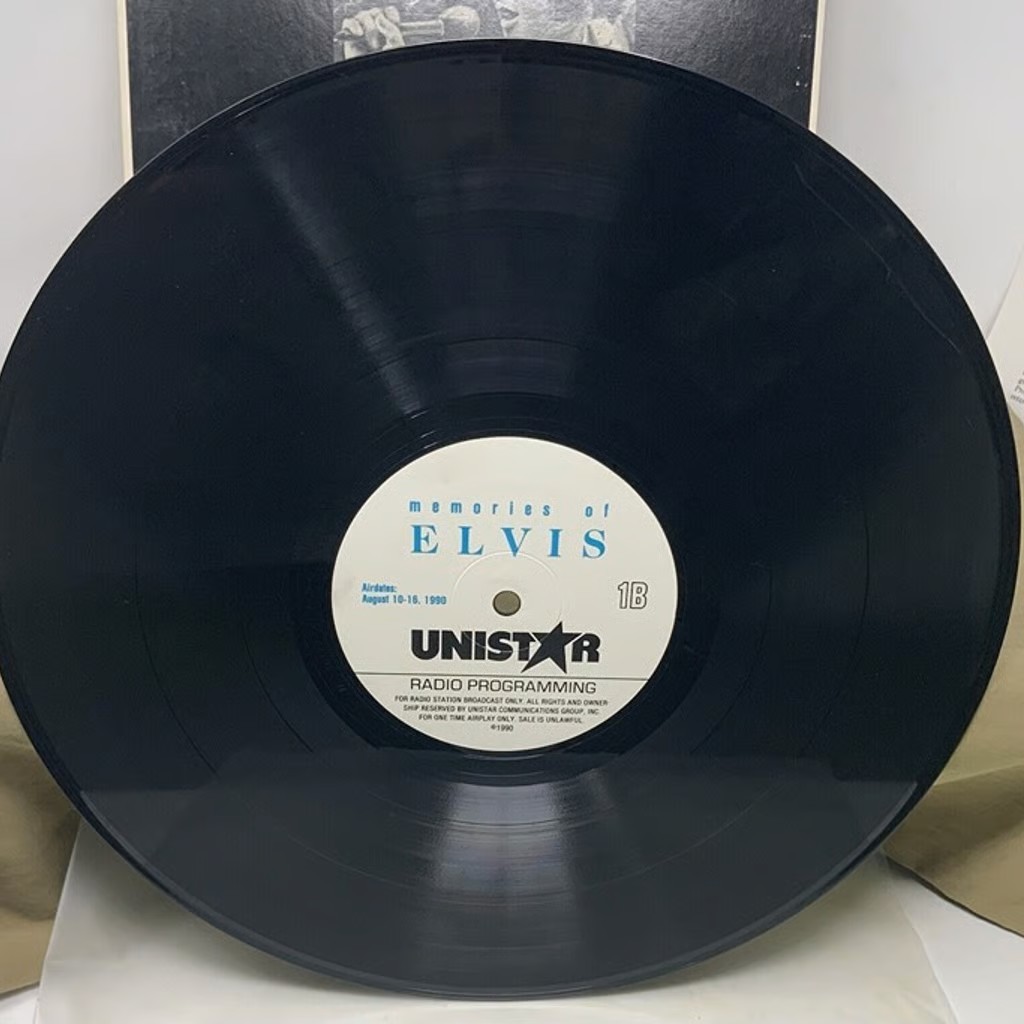 memories of
ELVIS
Airdates:
August 10-16, 1990
1B
UNIST★R
RADIO PROGRAMMING
FOR RADIO STATION BROADCAST ONLY. ALL RIGHTS AND OWNER-
SHIP RESERVED BY UNISTAR COMMUNICATIONS GROUP, INC.
FOR ONE TIME AIRPLAY ONLY. SALE IS UNLAWFUL.
℗1990